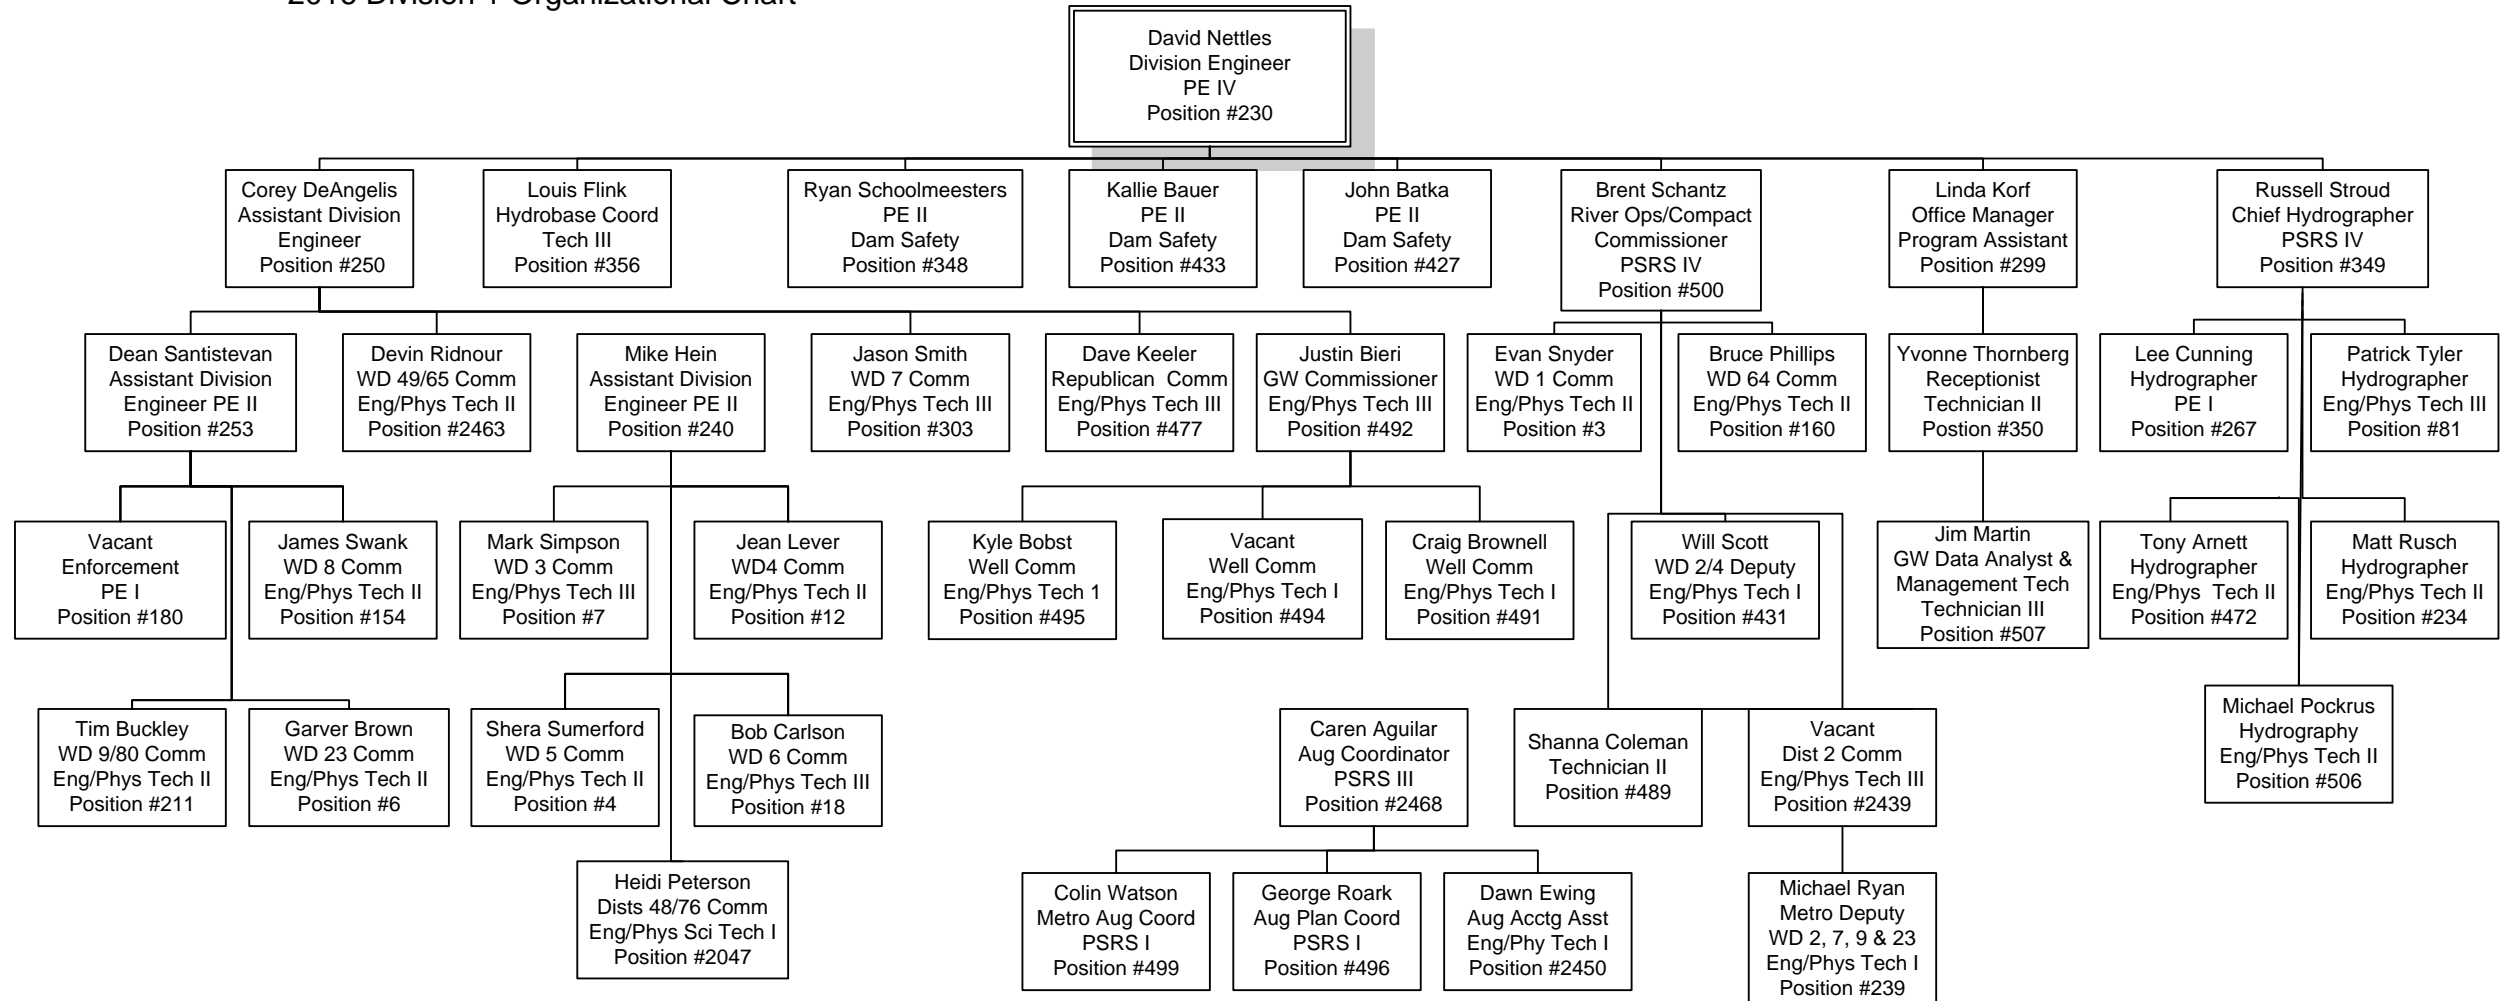 2016 Division 1 Organizational Chart
David Nettles
Division Engineer
PE IV
Position #230
Corey DeAngelis
Assistant Division
Engineer
Position #250
Louis Flink
Hydrobase Coord
Tech III
Position #356
Ryan Schoolmeesters
PE II
Dam Safety
Position #348
Kallie Bauer
PE II
Dam Safety
Position #433
John Batka
PE II
Dam Safety
Position #427
Brent Schantz
River Ops/Compact
Commissioner
PSRS IV
Position #500
Linda Korf
Office Manager
Program Assistant
Position #299
Russell Stroud
Chief Hydrographer
PSRS IV
Position #349
Dean Santistevan
Assistant Division
Engineer PE II
Position #253
Devin Ridnour
WD 49/65 Comm
Eng/Phys Tech II
Position #2463
Mike Hein
Assistant Division
Engineer PE II
Position #240
Jason Smith
WD 7 Comm
Eng/Phys Tech III
Position #303
Dave Keeler
Republican  Comm
Eng/Phys Tech III
Position #477
Justin Bieri
GW Commissioner
Eng/Phys Tech III
Position #492
Evan Snyder
WD 1 Comm
Eng/Phys Tech II
Position #3
Bruce Phillips
WD 64 Comm
Eng/Phys Tech II
Position #160
Yvonne Thornberg
Receptionist
Technician II
Postion #350
Lee Cunning
Hydrographer
PE I
Position #267
Patrick Tyler
Hydrographer
Eng/Phys Tech III
Position #81
Vacant
Enforcement
PE I
Position #180
James Swank
WD 8 Comm
Eng/Phys Tech II
Position #154
Mark Simpson
WD 3 Comm
Eng/Phys Tech III
Position #7
Jean Lever
WD4 Comm
Eng/Phys Tech II
Position #12
Kyle Bobst
Well Comm
Eng/Phys Tech 1
Position #495
Vacant
Well Comm
Eng/Phys Tech I
Position #494
Craig Brownell
Well Comm
Eng/Phys Tech I
Position #491
Will Scott
WD 2/4 Deputy
Eng/Phys Tech I
Position #431
Jim Martin
GW Data Analyst &
Management Tech
Technician III
Position #507
Tony Arnett
Hydrographer
Eng/Phys  Tech II
Position #472
Matt Rusch
Hydrographer
Eng/Phys Tech II
Position #234
Tim Buckley
WD 9/80 Comm
Eng/Phys Tech II
Position #211
Garver Brown
WD 23 Comm
Eng/Phys Tech II
Position #6
Shera Sumerford
WD 5 Comm
Eng/Phys Tech II
Position #4
Bob Carlson
WD 6 Comm
Eng/Phys Tech III
Position #18
Caren Aguilar
Aug Coordinator
PSRS III
Position #2468
Shanna Coleman
Technician II
Position #489
Vacant
Dist 2 Comm
Eng/Phys Tech III
Position #2439
Michael Pockrus
Hydrography
Eng/Phys Tech II
Position #506
Heidi Peterson
Dists 48/76 Comm
Eng/Phys Sci Tech I
Position #2047
Colin Watson
Metro Aug Coord
PSRS I
Position #499
George Roark
Aug Plan Coord
PSRS I
Position #496
Dawn Ewing
Aug Acctg Asst
Eng/Phy Tech I
Position #2450
Michael Ryan
Metro Deputy
WD 2, 7, 9 & 23
Eng/Phys Tech I
Position #239